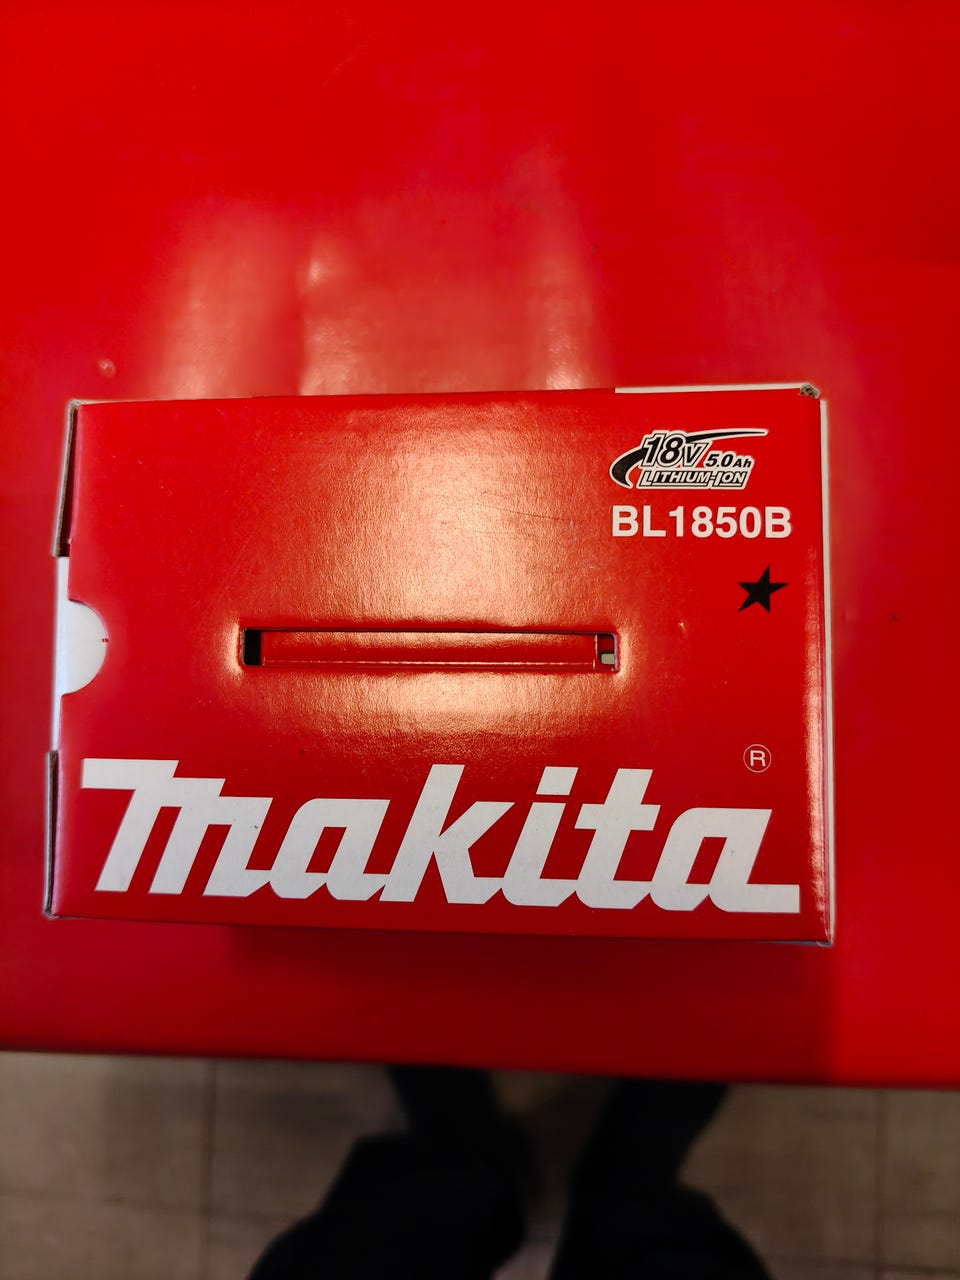 18V 5.0Ah
LITHIUM-ION
BL1850B
®
makita